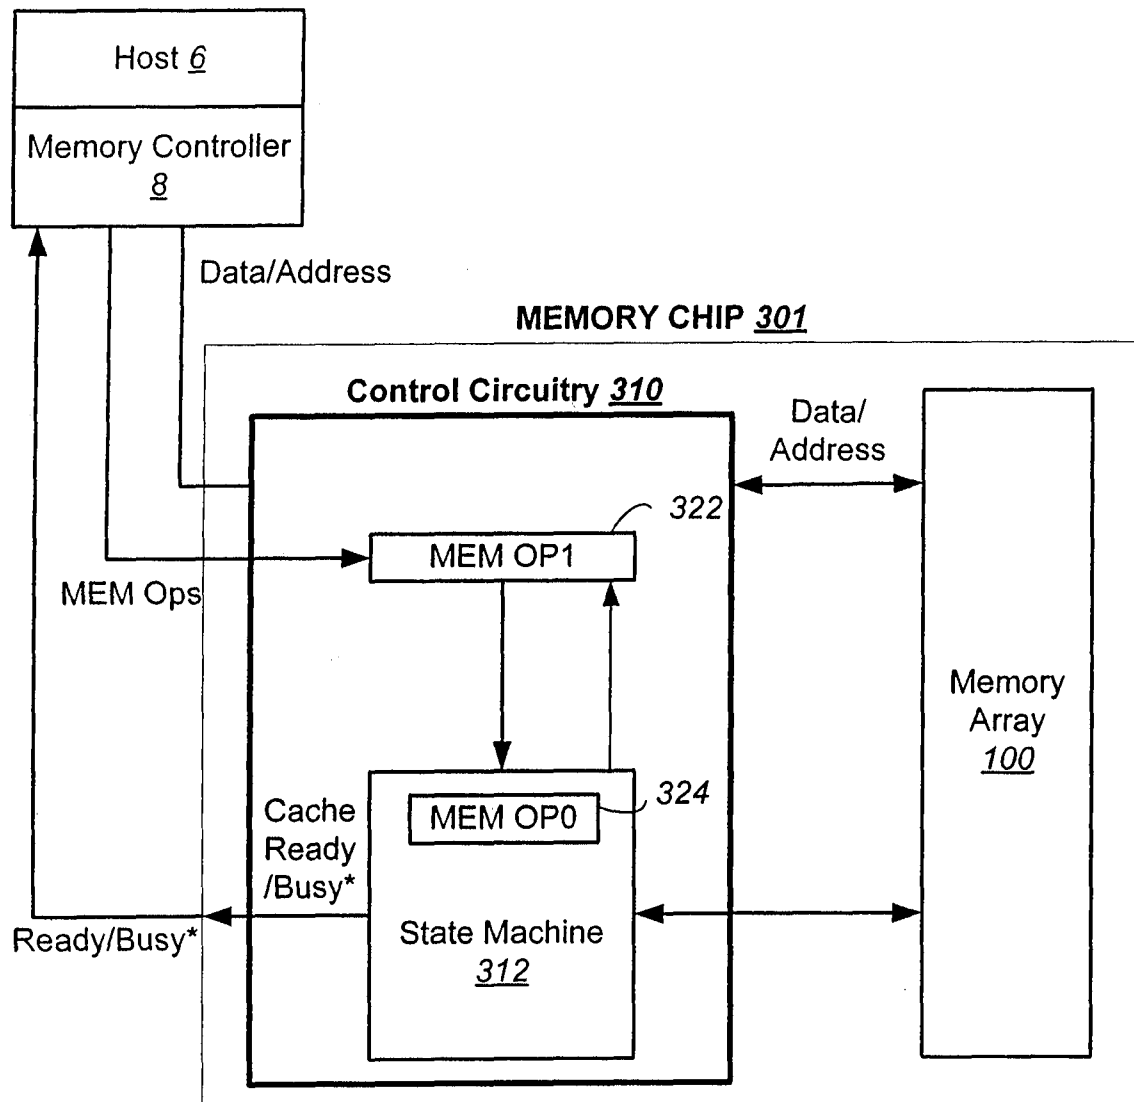 Host 6
Memory Controller
8
Data/Address
MEMORY CHIP 301
Control Circuitry 310
Data/
Address
322
MEM OP1
MEM Ops
Memory
Array
100
324
MEM OP0
Cache
Ready
/Busy*
State Machine
312
Ready/Busy*